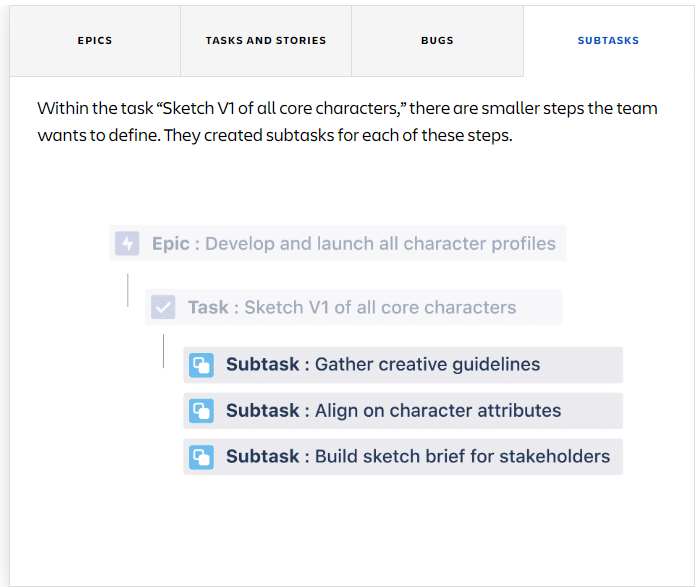 EPICS
TASKS AND STORIES
BUGS
SUBTASKS
Within the task “Sketch V1 of all core characters,” there are smaller steps the team
wants to define. They created subtasks for each of these steps.
Epic : Develop and launch all character profiles
Task : Sketch V1 of all core characters
Subtask : Gather creative guidelines
Subtask : Align on character attributes
Subtask : Build sketch brief for stakeholders